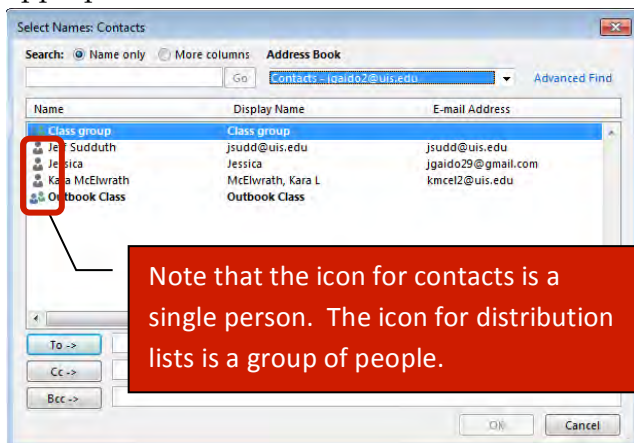 Select Names: Contacts
Search: Name only More columns Address Book
Go Contacts - jgaido2@uis.edu Advanced Find
Name Display Name E-mail Address
Class group Class group
Jeff Sudduth jsudd@uis.edu jsudd@uis.edu
Jessica Jessica jgaido29@gmail.com
Kara McElwrath McElwrath, Kara L kmcel2@uis.edu
Outbook Class Outbook Class
Note that the icon for contacts is a
single person. The icon for distribution
lists is a group of people.
To ->
Cc ->
Bcc ->
OK Cancel